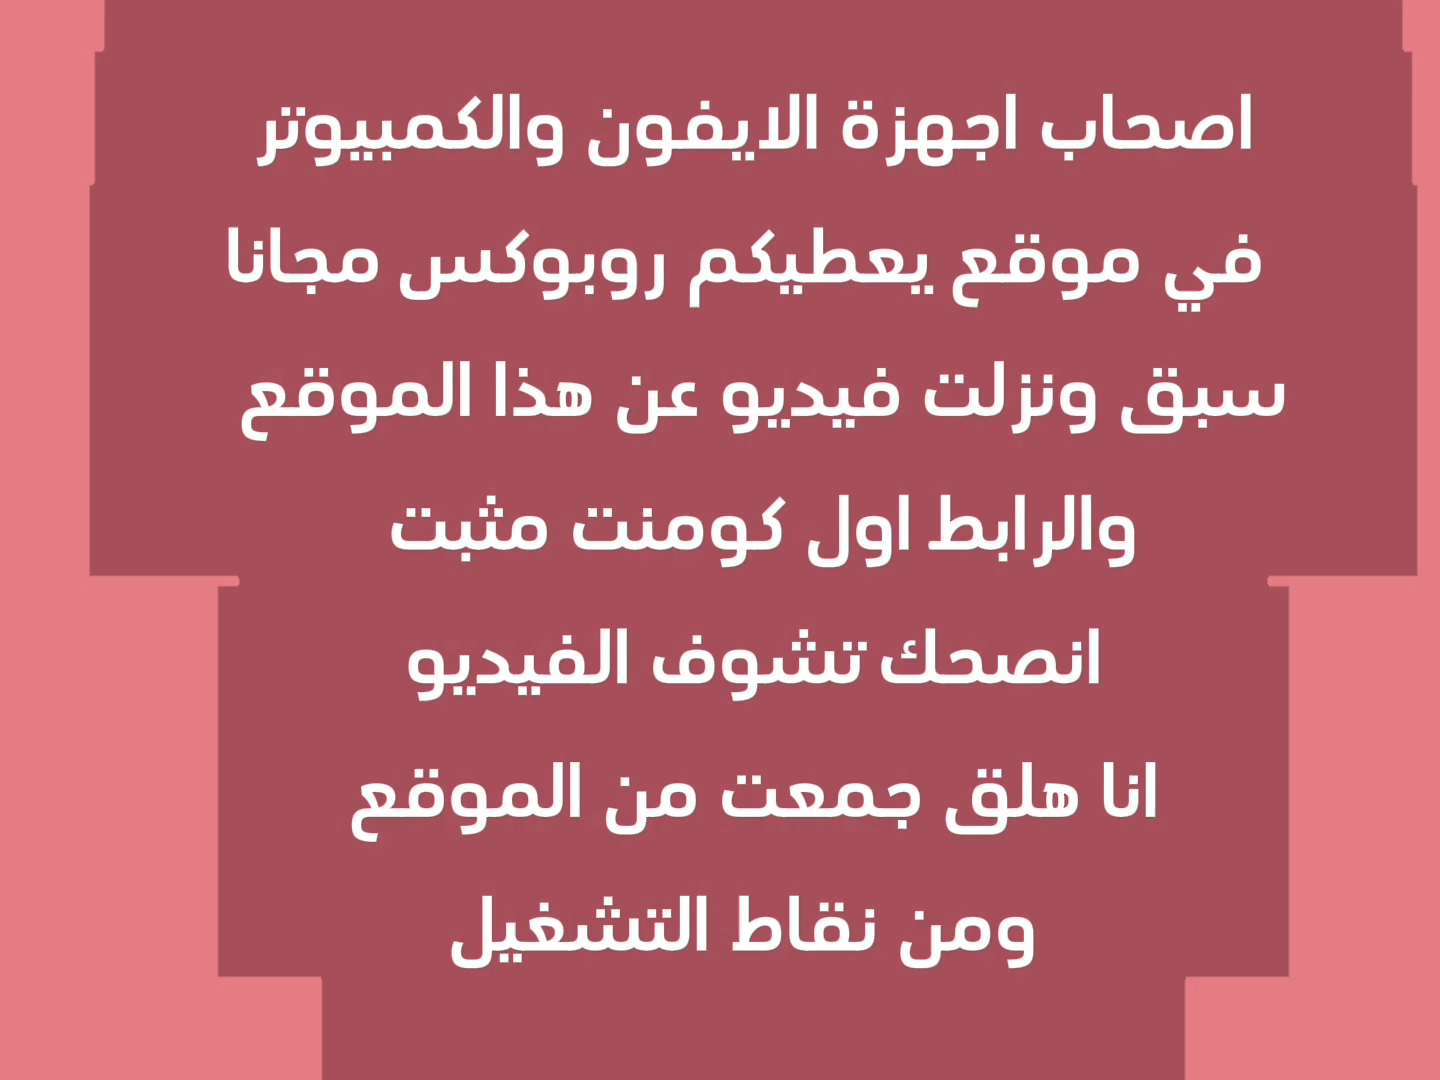 اصحاب اجهزة الايفون والكمبيوتر
في موقع يعطيكم روبوكس مجانا
سبق ونزلت فيديو عن هذا الموقع
والرابط اول كومنت مثبت
انصحك تشوف الفيديو
انا هلق جمعت من الموقع
ومن نقاط التشغيل